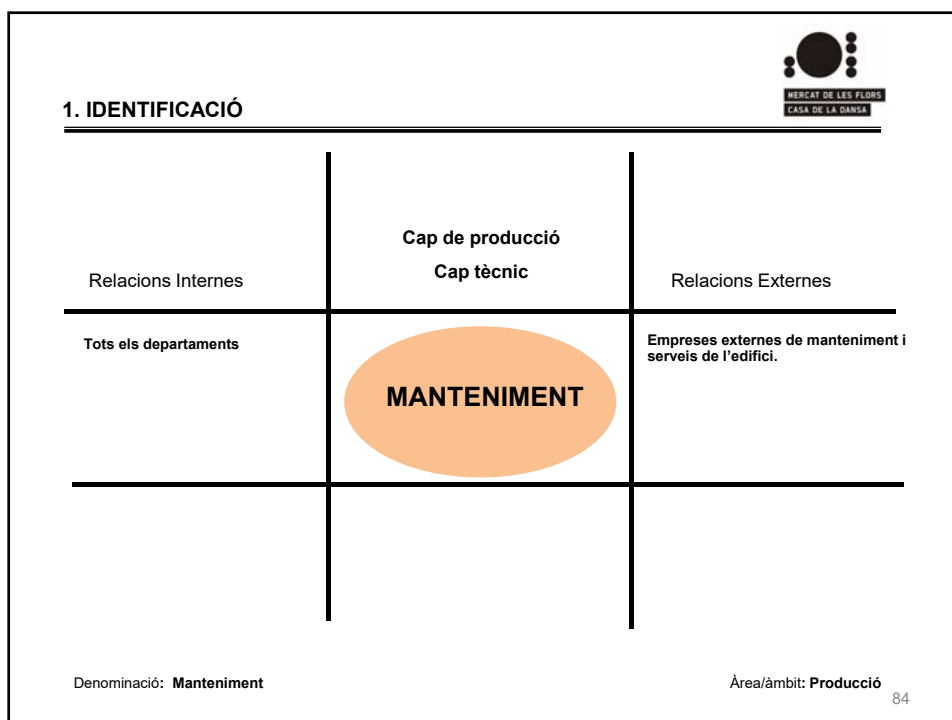 MERCAT DE LES FLORS
CASA DE LA DANSA
1. IDENTIFICACIÓ
Cap de producció
Cap tècnic
Relacions Internes
Relacions Externes
Tots els departaments
Empreses externes de manteniment i
serveis de l'edifici.
MANTENIMENT
Denominació: Manteniment
Àrea/àmbit: Producció
84